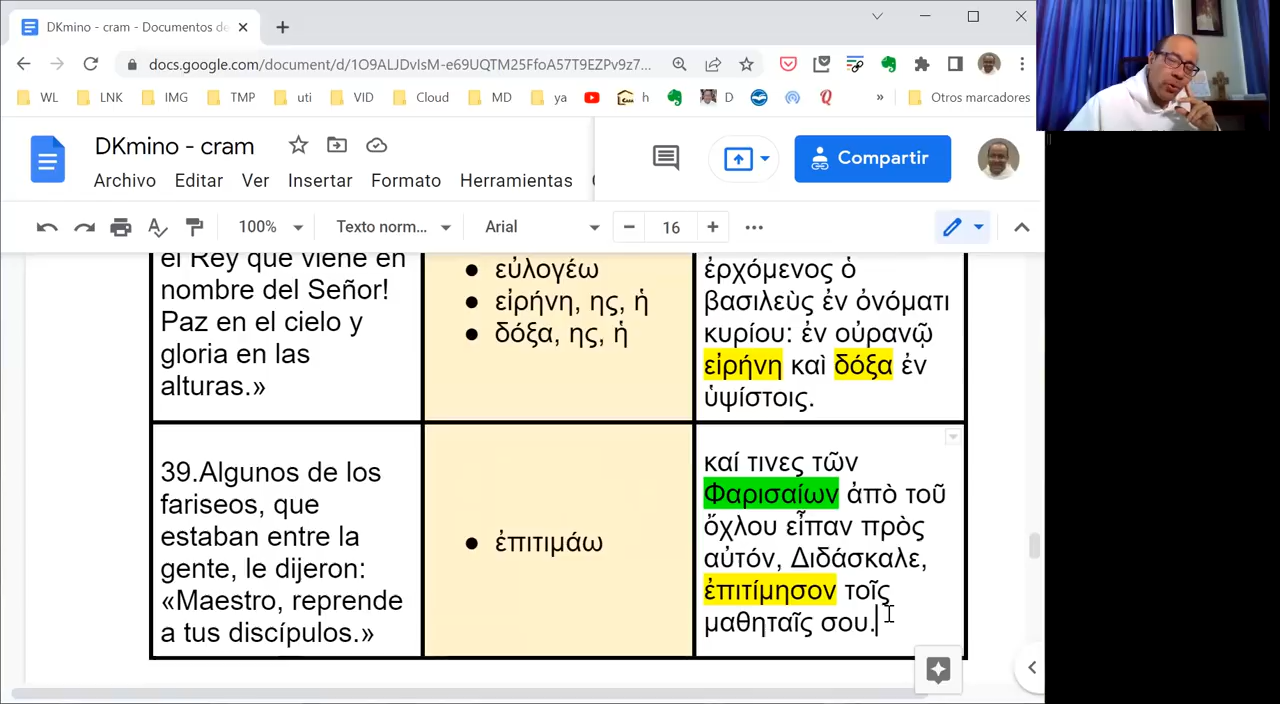 DKmino - cram - Documentos de
docs.google.com/document/d/1O9ALJDvIsM-e69UQTM25FfoA57T9EZPv9z7...
WL LNK IMG TMP uti VID Cloud MD ya h D » Otros marcadores
DKmino - cram
Compartir
Archivo Editar Ver Insertar Formato Herramientas
100% Texto norm... Arial 16
el Rey que viene en
nombre del Señor!
Paz en el cielo y
gloria en las
alturas.»
● εὐλογέω
● εἰρήνη, ης, ἡ
● δόξα, ης, ἡ
ἐρχόμενος ὁ
βασιλεὺς ἐν ὀνόματι
κυρίου: ἐν οὐρανῷ
εἰρήνη καὶ δόξα ἐν
ὑψίστοις.
39.Algunos de los
fariseos, que
estaban entre la
gente, le dijeron:
«Maestro, reprende
a tus discípulos.»
● ἐπιτιμάω
καί τινες τῶν
Φαρισαίων ἀπὸ τοῦ
ὄχλου εἶπαν πρὸς
αὐτόν, Διδάσκαλε,
ἐπιτίμησον τοῖς
μαθηταῖς σου.